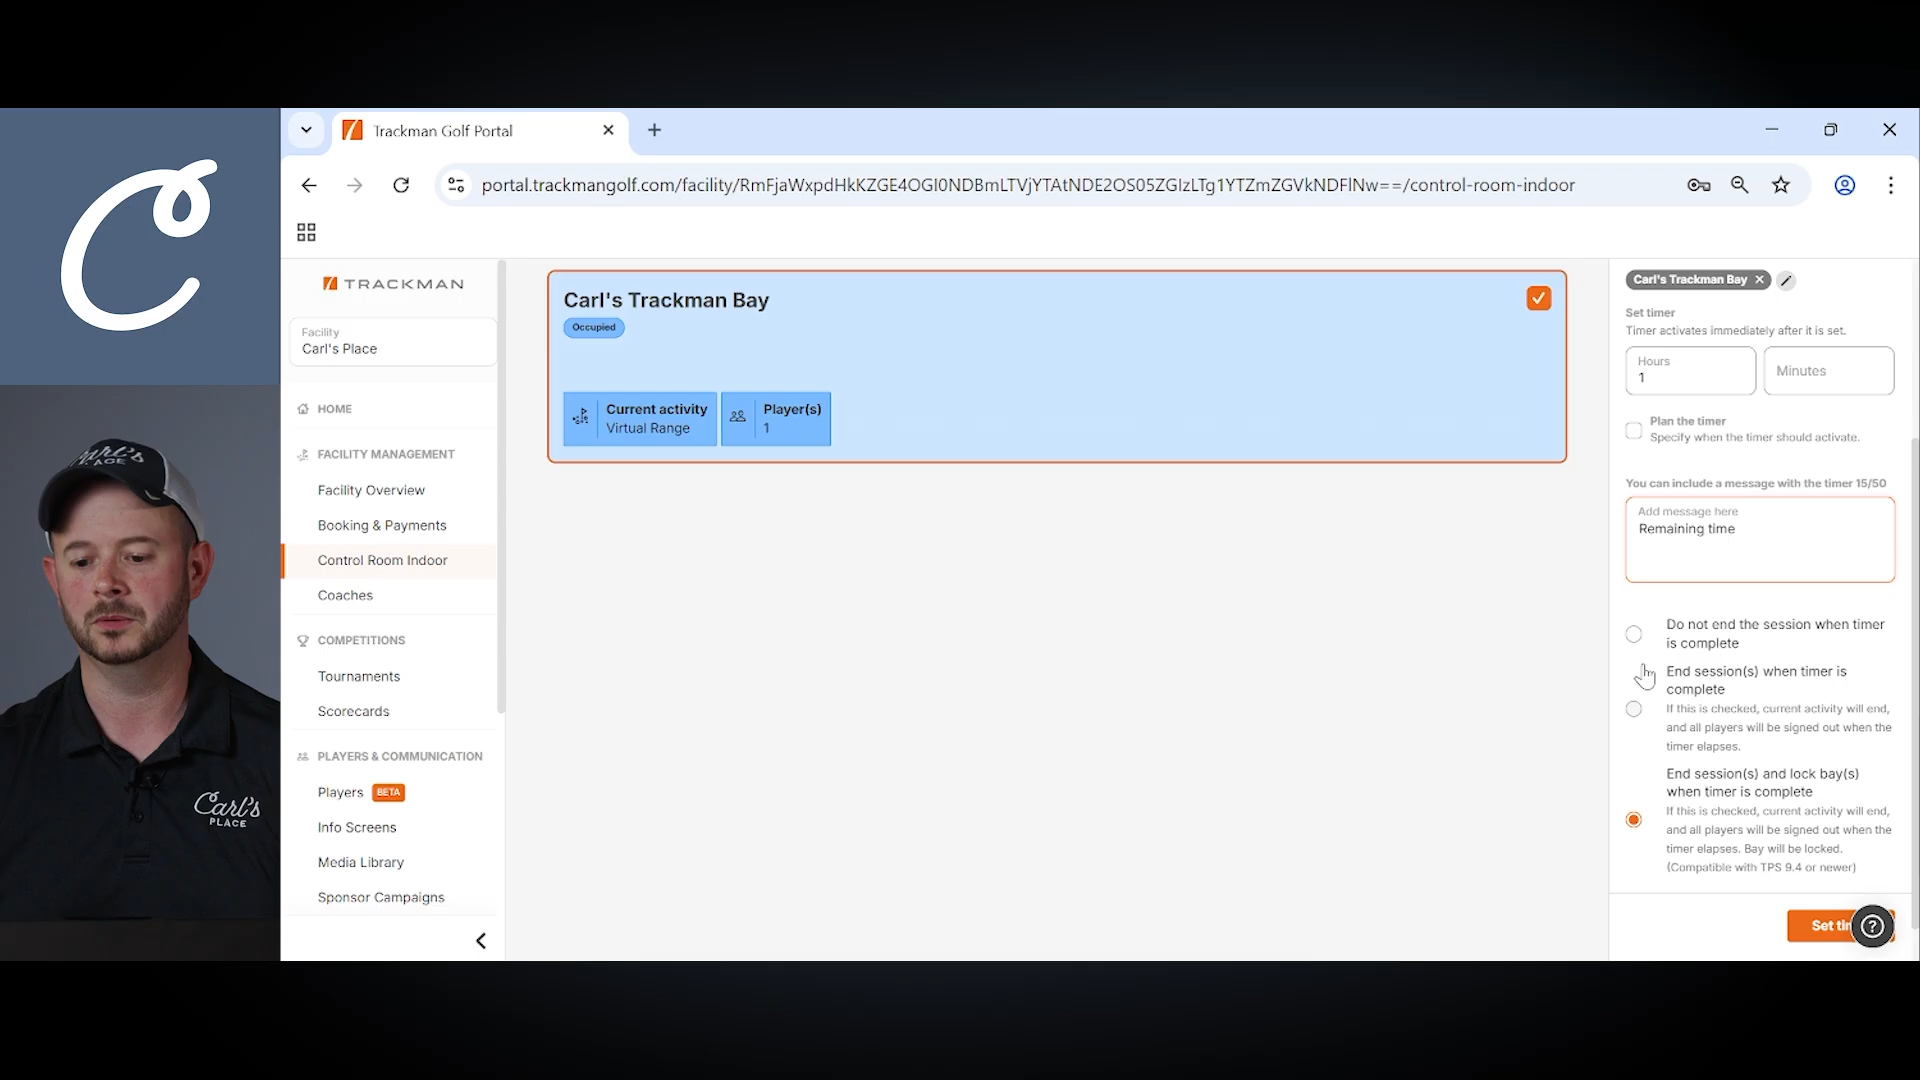 Trackman Golf Portal
portal.trackmangolf.com/facility/RmFjaWxpdHkKZGE4OGI0NDBmLTVjYTAtNDE2OS05ZGIzLTg1YTZmZGVkNDFlNw==/control-room-indoor
TRACKMAN
Facility
Carl's Place
HOME
FACILITY MANAGEMENT
Facility Overview
Booking & Payments
Control Room Indoor
Coaches
COMPETITIONS
Tournaments
Scorecards
PLAYERS & COMMUNICATION
Players BETA
Info Screens
Media Library
Sponsor Campaigns
Carl's Trackman Bay
Occupied
Current activity
Virtual Range
Player(s)
1
Carl's Trackman Bay
Set timer
Timer activates immediately after it is set.
Hours
1
Minutes
Plan the timer
Specify when the timer should activate.
You can include a message with the timer 15/50
Add message here
Remaining time
Do not end the session when timer
is complete
End session(s) when timer is
complete
If this is checked, current activity will end,
and all players will be signed out when the
timer elapses.
End session(s) and lock bay(s)
when timer is complete
If this is checked, current activity will end,
and all players will be signed out when the
timer elapses. Bay will be locked.
(Compatible with TPS 9.4 or newer)
Set tim
C
Carl's
PLACE
Carl's
PLACE